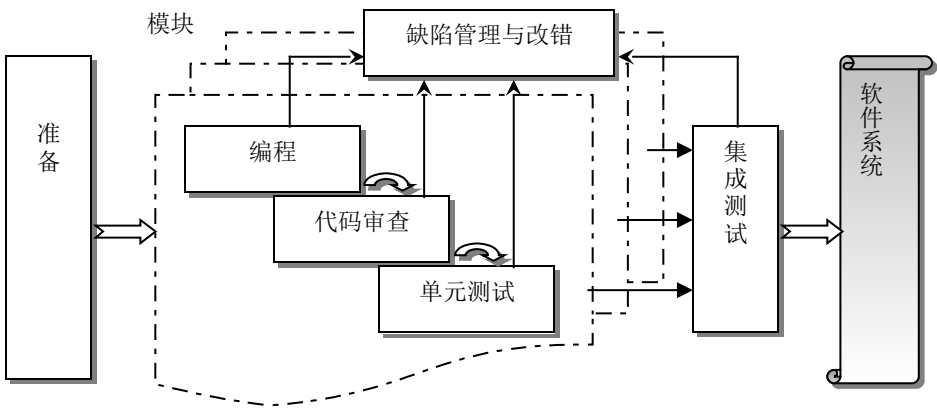 模块
缺陷管理与改错
准
备
编程
代码审查
单元测试
集
成
测
试
软
件
系
统